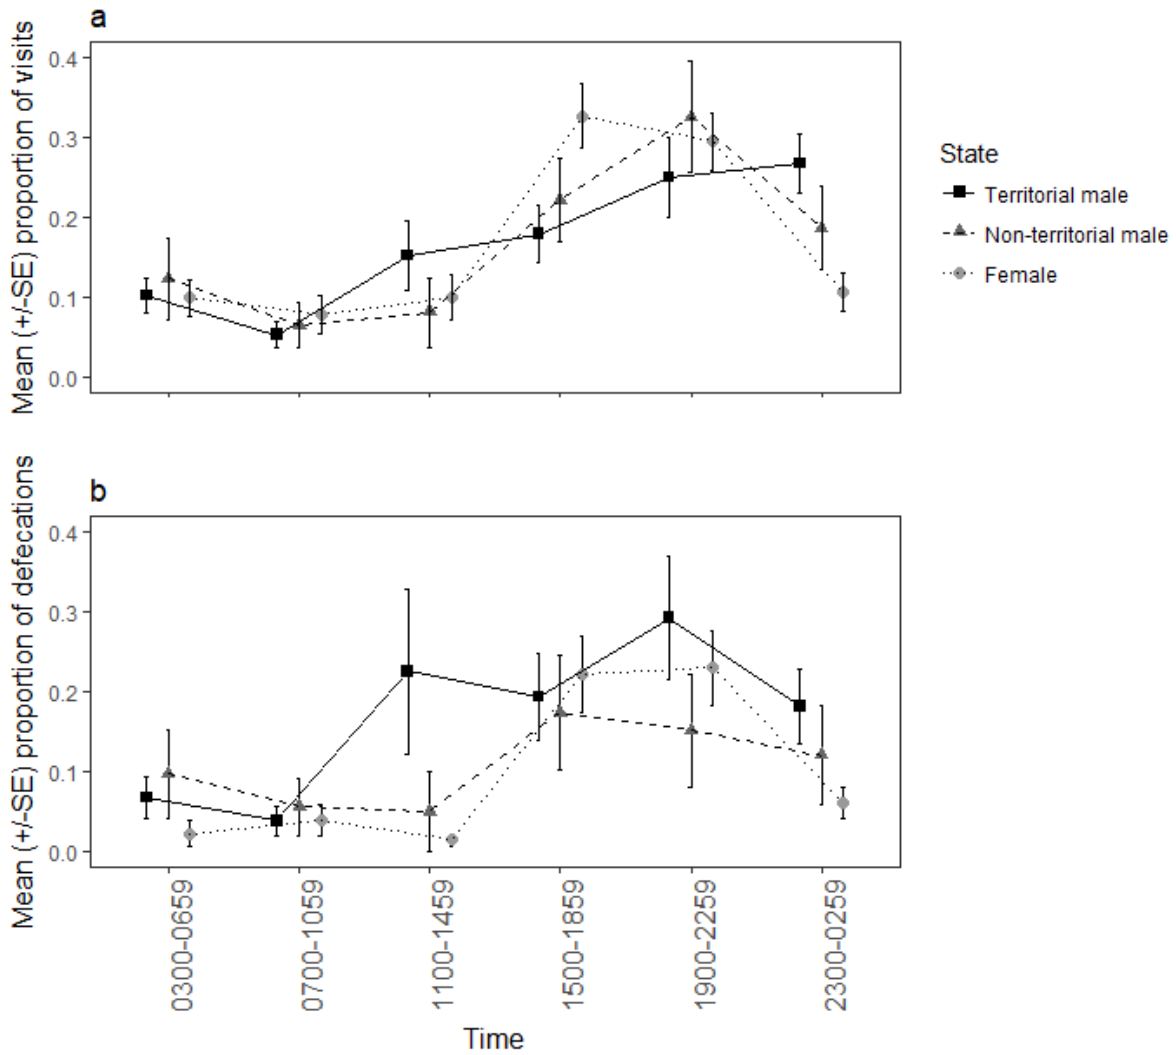 a
Mean (+/-SE) proportion of visits
0.4
0.3
0.2
0.1
0.0
State
Territorial male
Non-territorial male
Female
b
Mean (+/-SE) proportion of defecations
0.4
0.3
0.2
0.1
0.0
0300-0659
0700-1059
1100-1459
1500-1859
1900-2259
2300-0259
Time